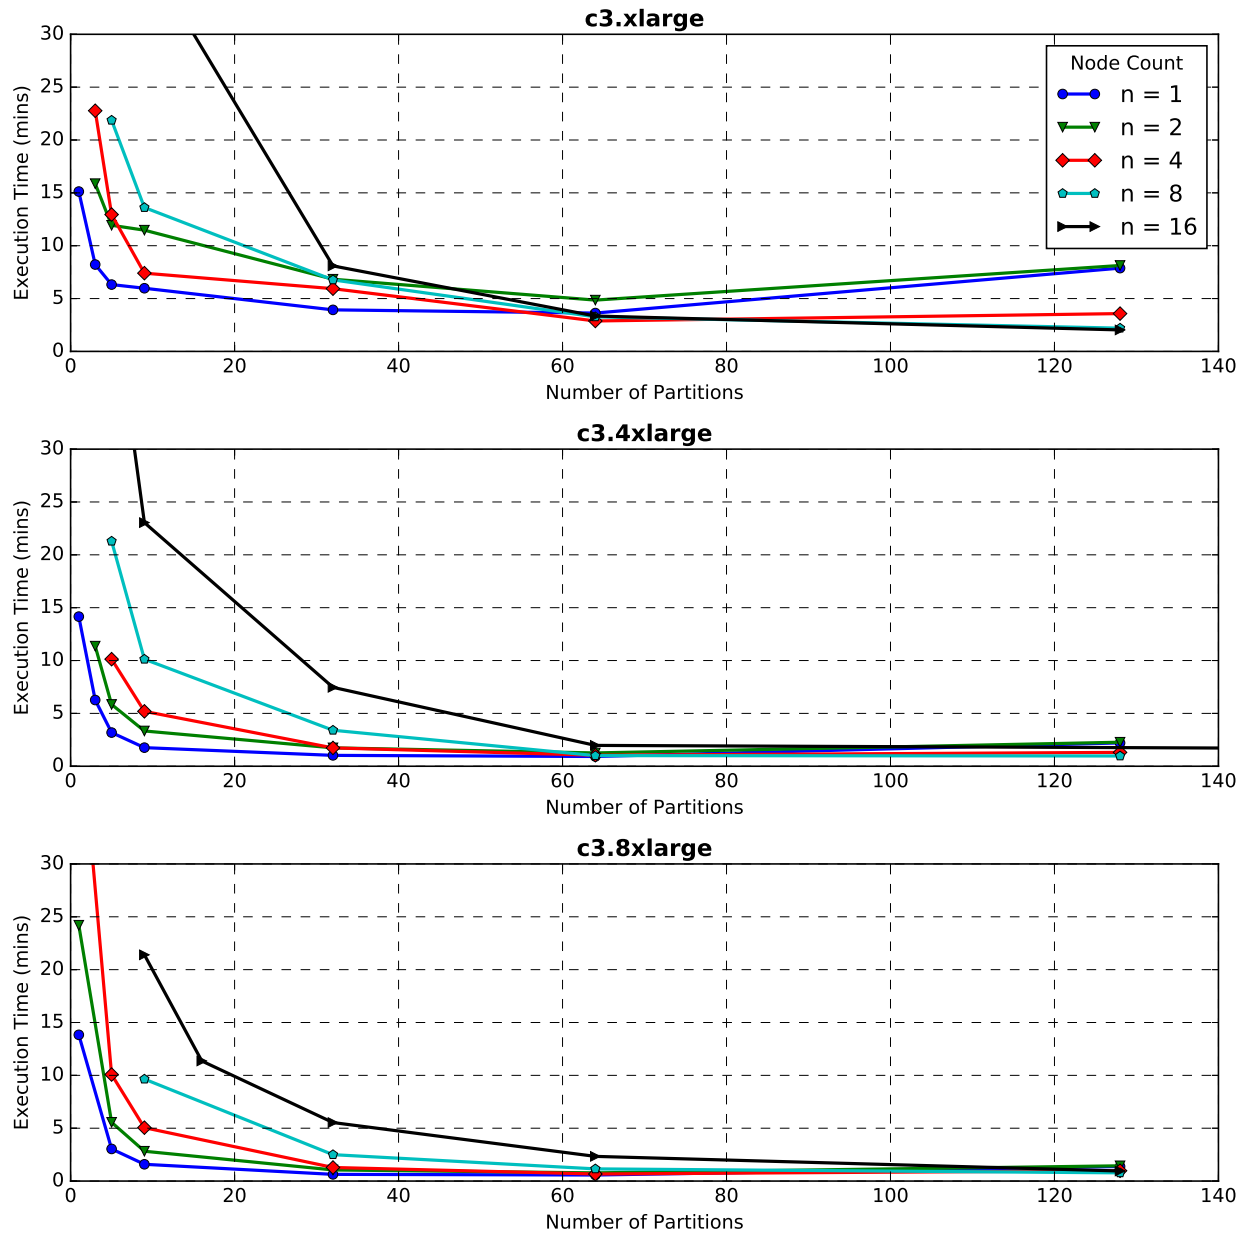 c3.xlarge
30
25
20
15
10
5
0
Execution Time (mins)
Node Count
n = 1
n = 2
n = 4
n = 8
n = 16
0 20 40 60 80 100 120 140
Number of Partitions
c3.4xlarge
30
25
20
15
10
5
0
Execution Time (mins)
0 20 40 60 80 100 120 140
Number of Partitions
c3.8xlarge
30
25
20
15
10
5
0
Execution Time (mins)
0 20 40 60 80 100 120 140
Number of Partitions